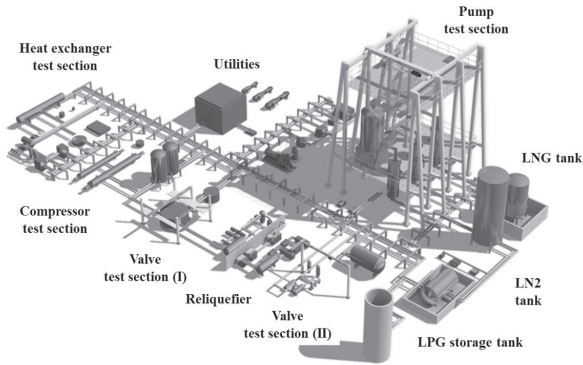 Pump
test section
Heat exchanger
test section
Utilities
LNG tank
Compressor
test section
Valve
test section (I)
Reliquefier
LN2
tank
Valve
test section (II)
LPG storage tank